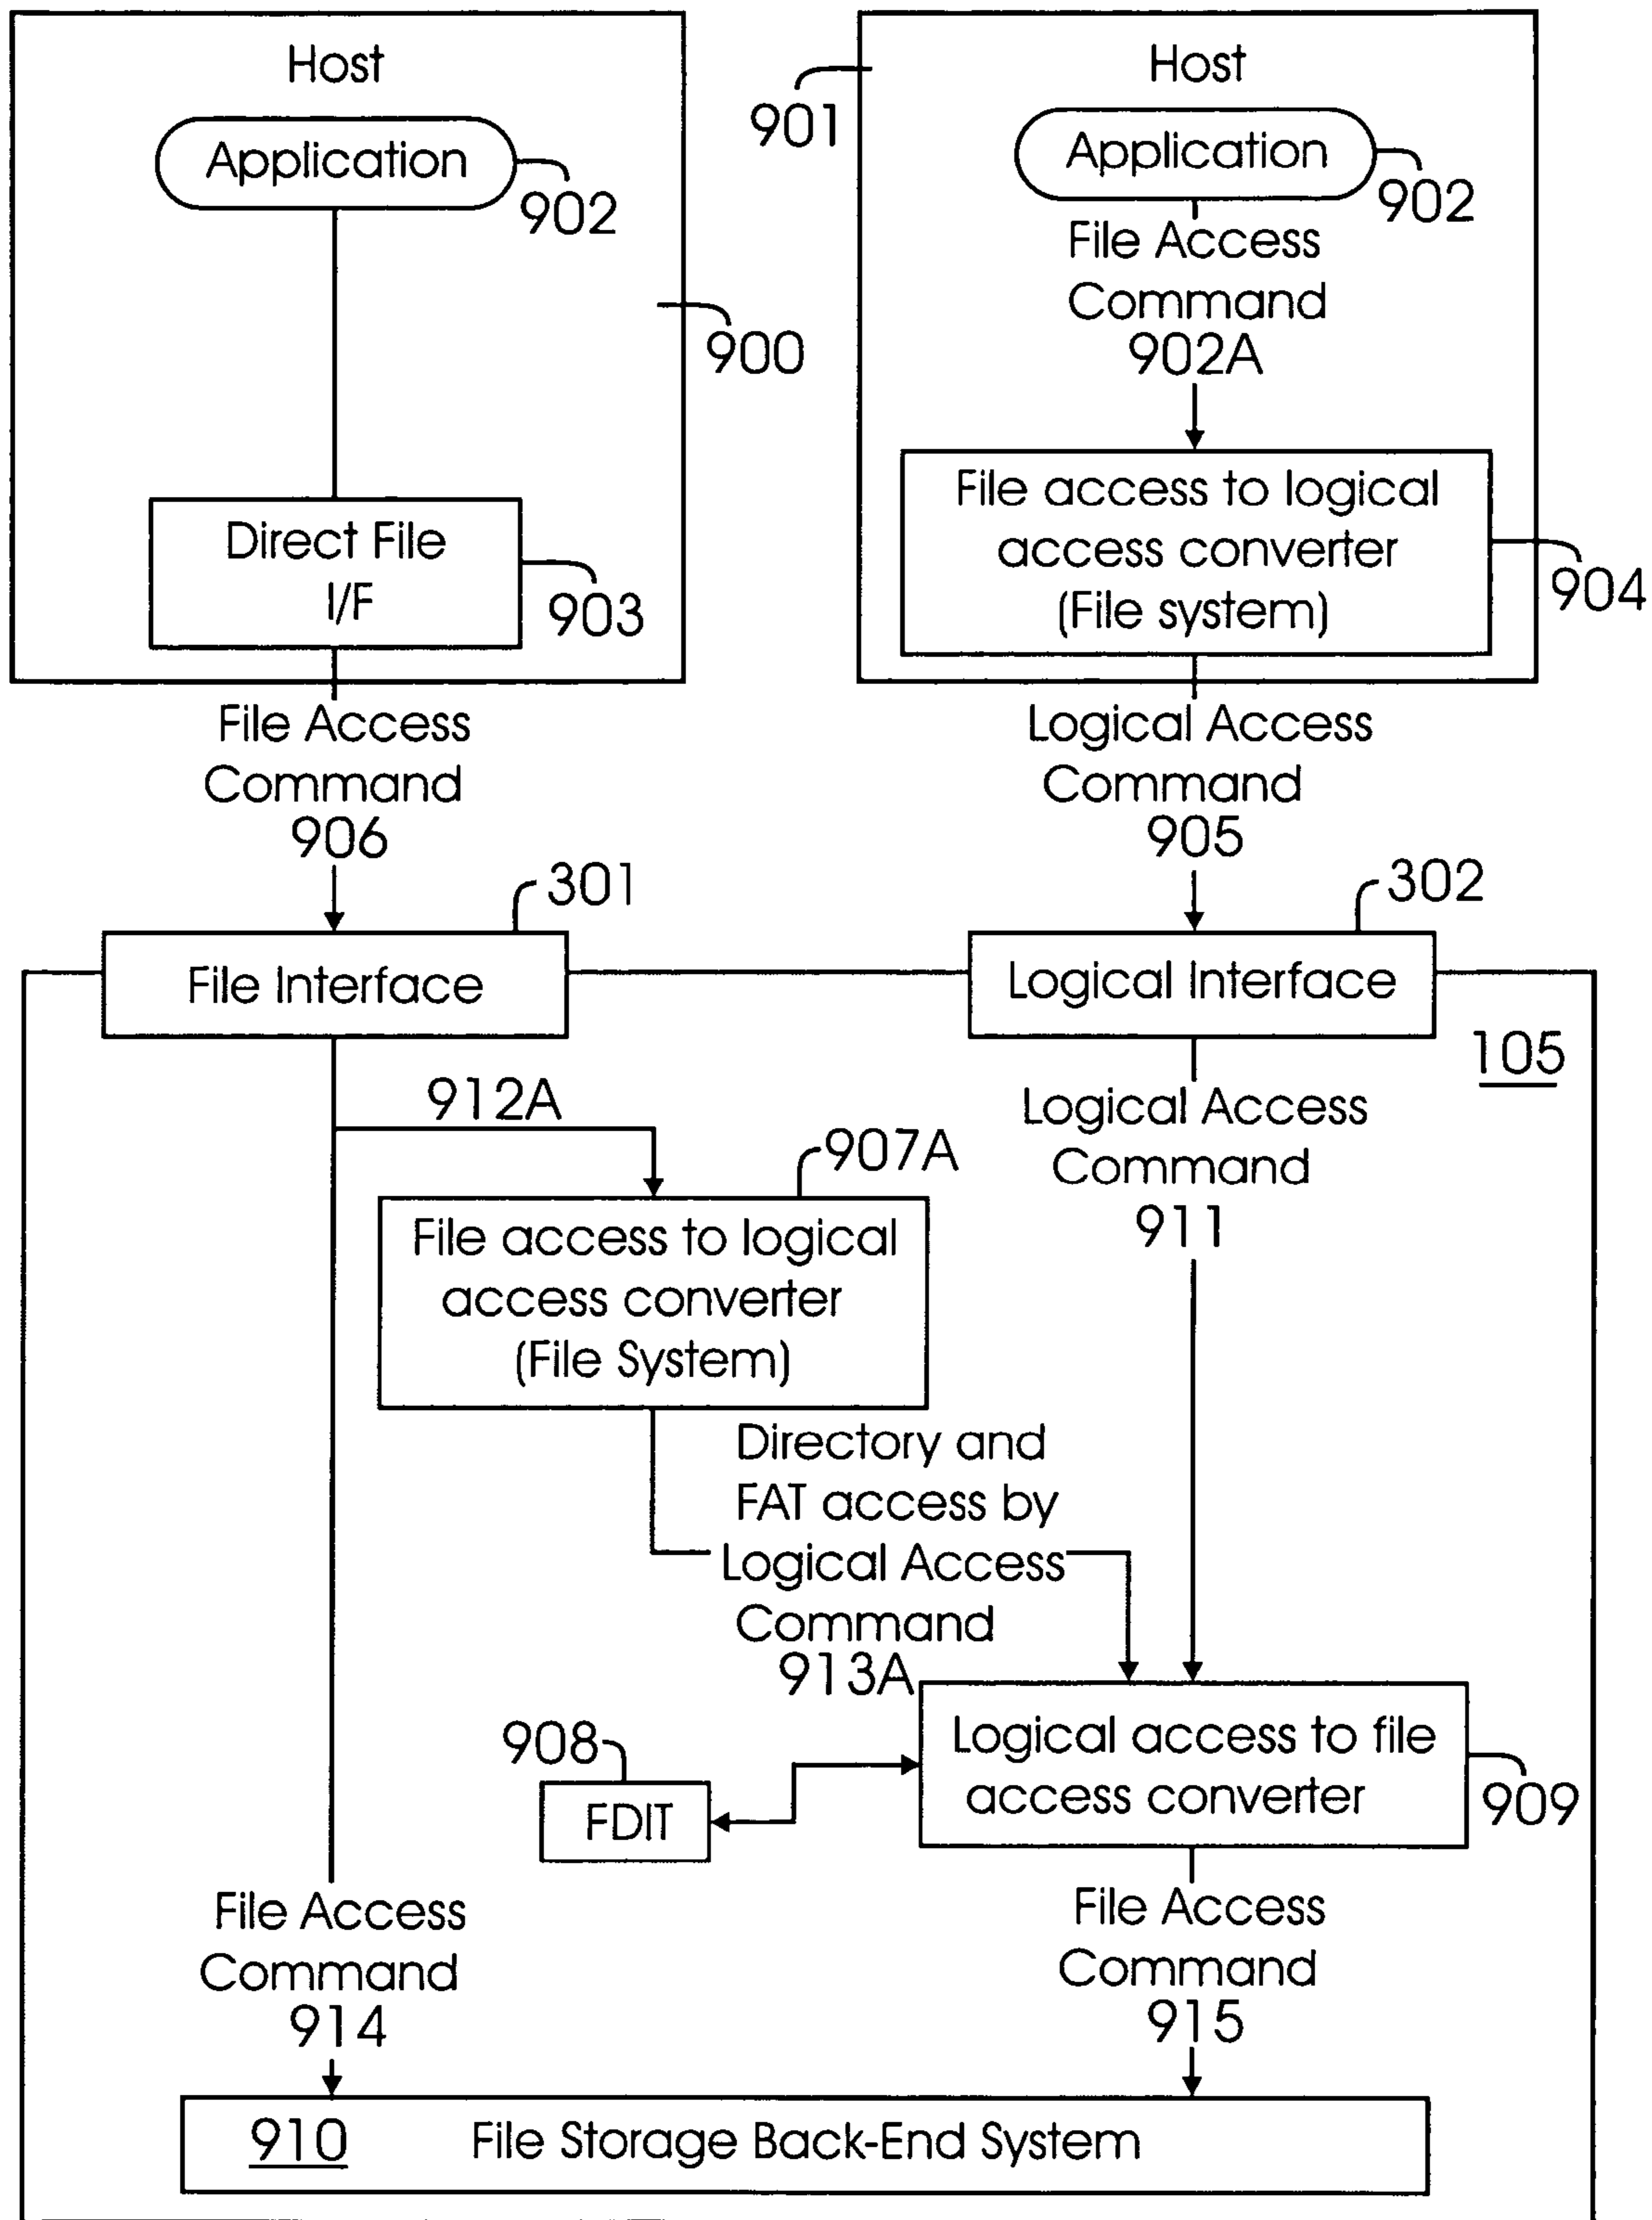 Host
Application
902
900
Direct File
I/F
903
File Access
Command
906
Host
901
Application
902
File Access
Command
902A
File access to logical
access converter
(File system)
904
Logical Access
Command
905
301
File Interface
302
Logical Interface
105
912A
907A
File access to logical
access converter
(File System)
Logical Access
Command
911
Directory and
FAT access by
Logical Access
Command
913A
908
FDIT
Logical access to file
access converter
909
File Access
Command
914
File Access
Command
915
910 File Storage Back-End System